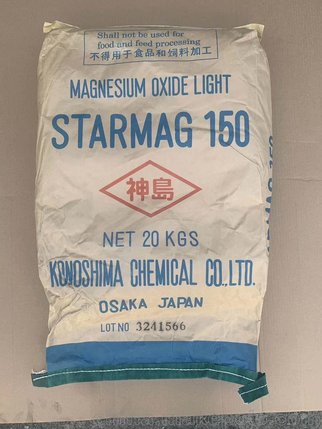 Shall not be used for
food and feed processing
不得用于食品和饲料加工
MAGNESIUM OXIDE LIGHT
STARMAG 150
神島
NET 20 KGS
KONOSHIMA CHEMICAL CO.,LTD.
OSAKA JAPAN
LOT NO 3241566